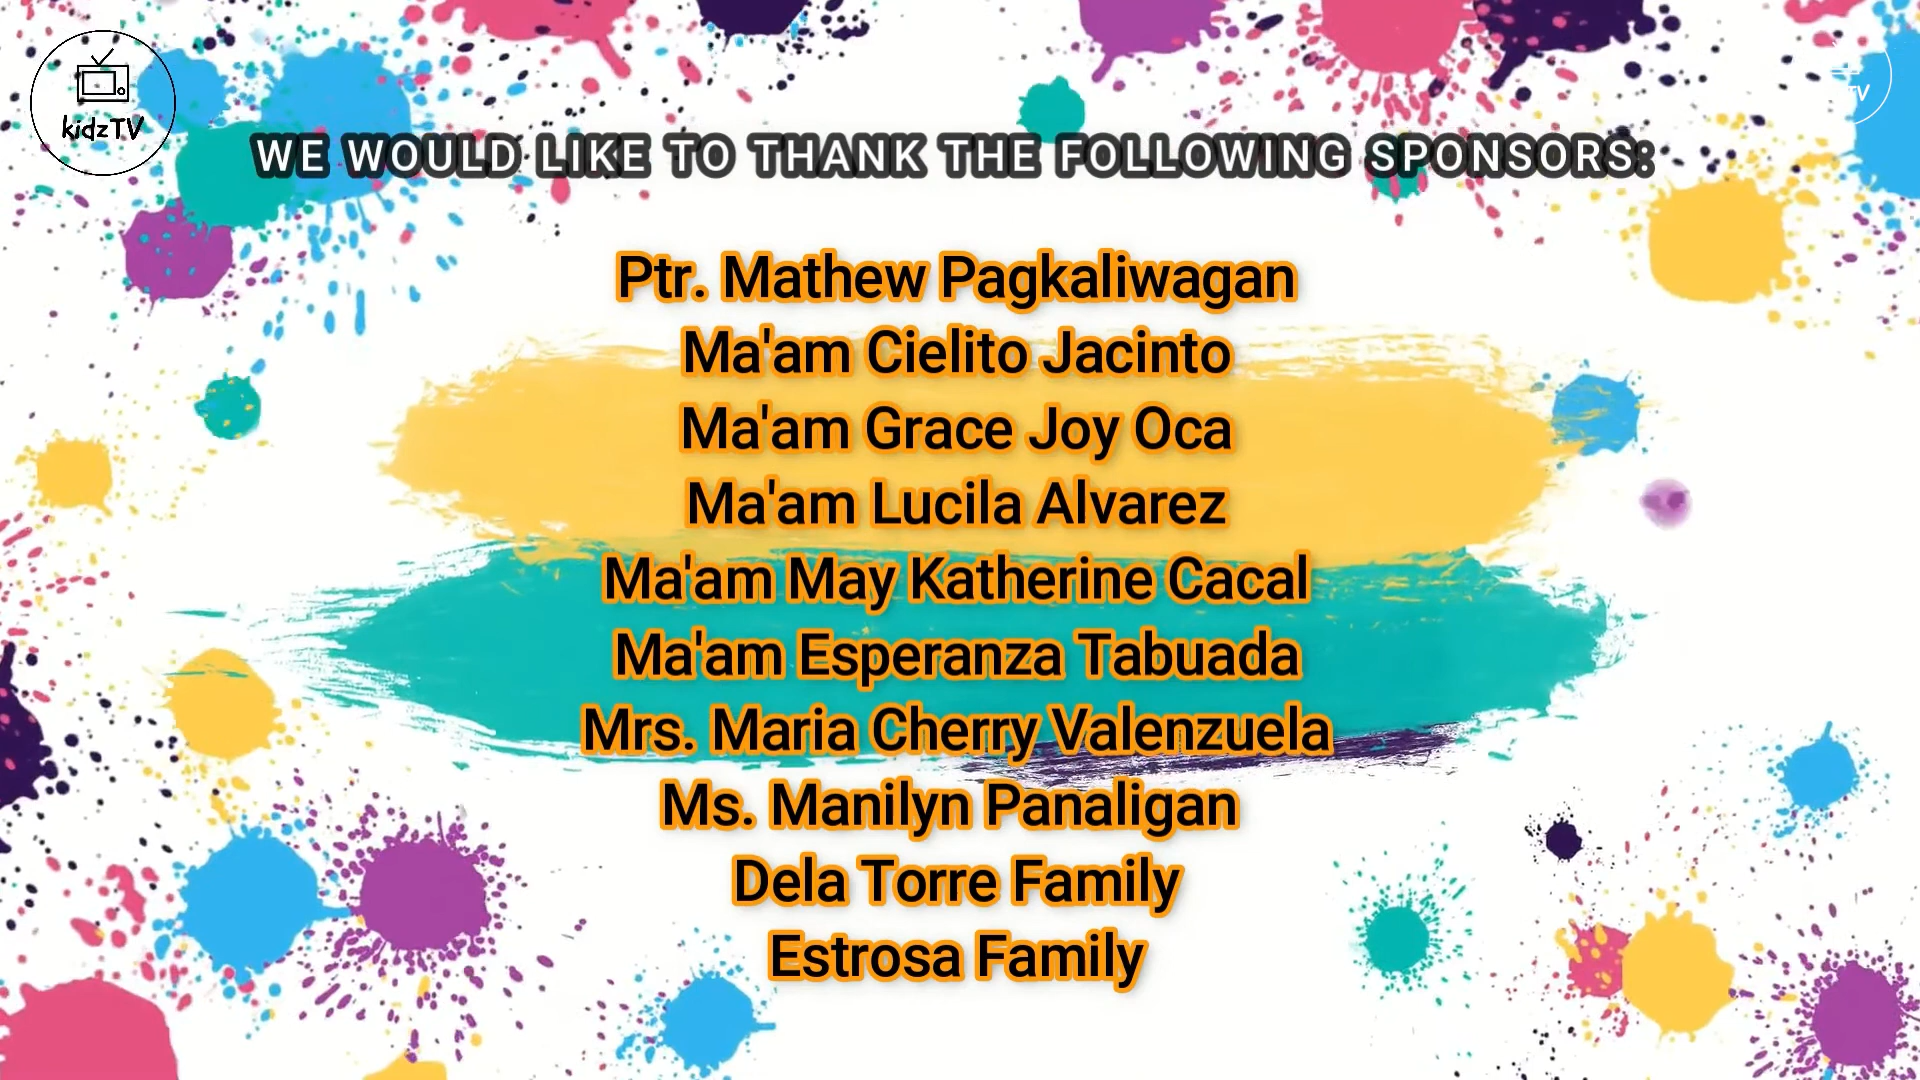 kidzTV
TV
WE WOULD LIKE TO THANK THE FOLLOWING SPONSORS:
Ptr. Mathew Pagkaliwagan
Ma'am Cielito Jacinto
Ma'am Grace Joy Oca
Ma'am Lucila Alvarez
Ma'am May Katherine Cacal
Ma'am Esperanza Tabuada
Mrs. Maria Cherry Valenzuela
Ms. Manilyn Panaligan
Dela Torre Family
Estrosa Family